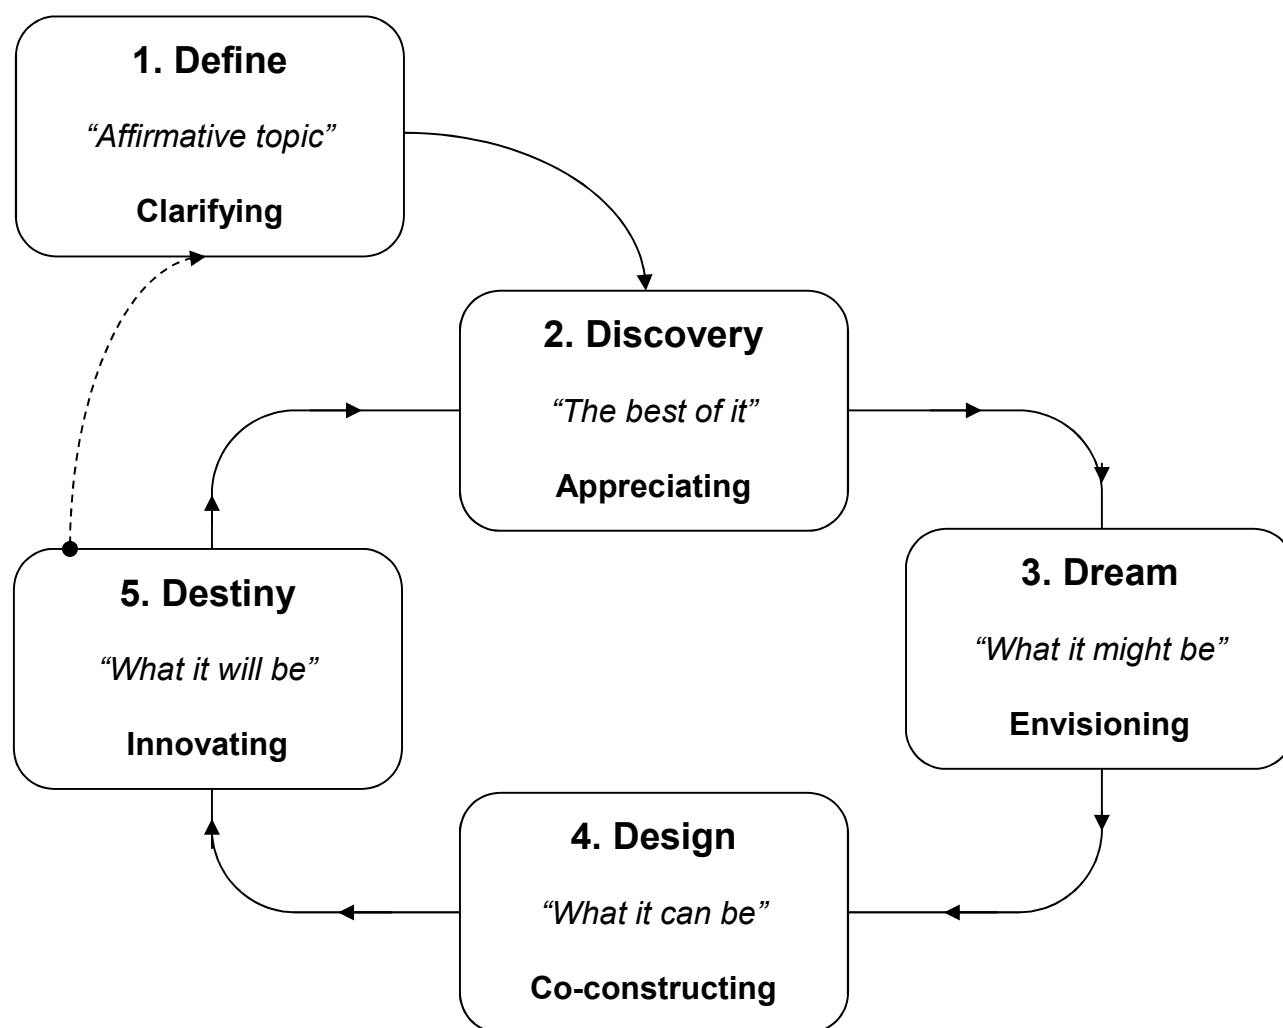 1. Define
“Affirmative topic”
Clarifying
2. Discovery
“The best of it”
Appreciating
3. Dream
“What it might be”
Envisioning
4. Design
“What it can be”
Co-constructing
5. Destiny
“What it will be”
Innovating